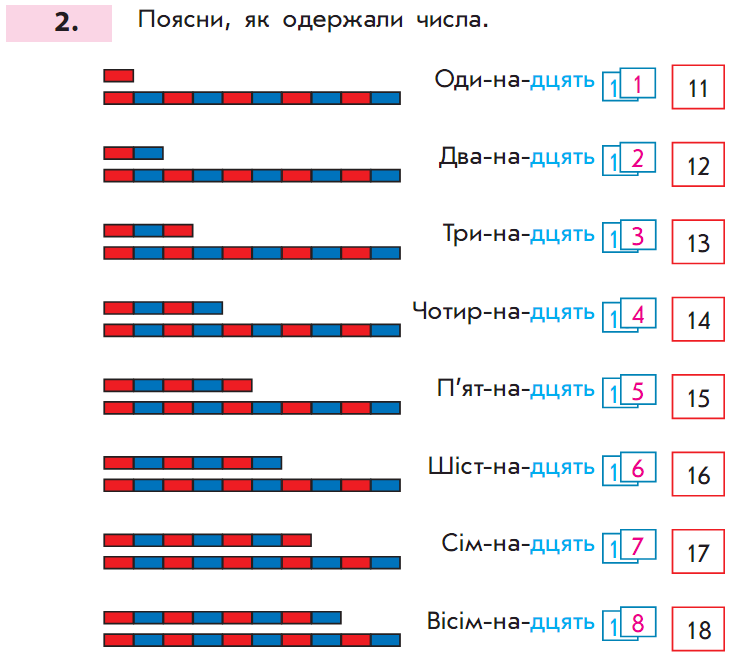 2. Поясни, як одержали числа.
Оди-на-дцять 1 1 11
Два-на-дцять 1 2 12
Три-на-дцять 1 3 13
Чотир-на-дцять 1 4 14
П'ят-на-дцять 1 5 15
Шіст-на-дцять 1 6 16
Сім-на-дцять 1 7 17
Вісім-на-дцять 1 8 18